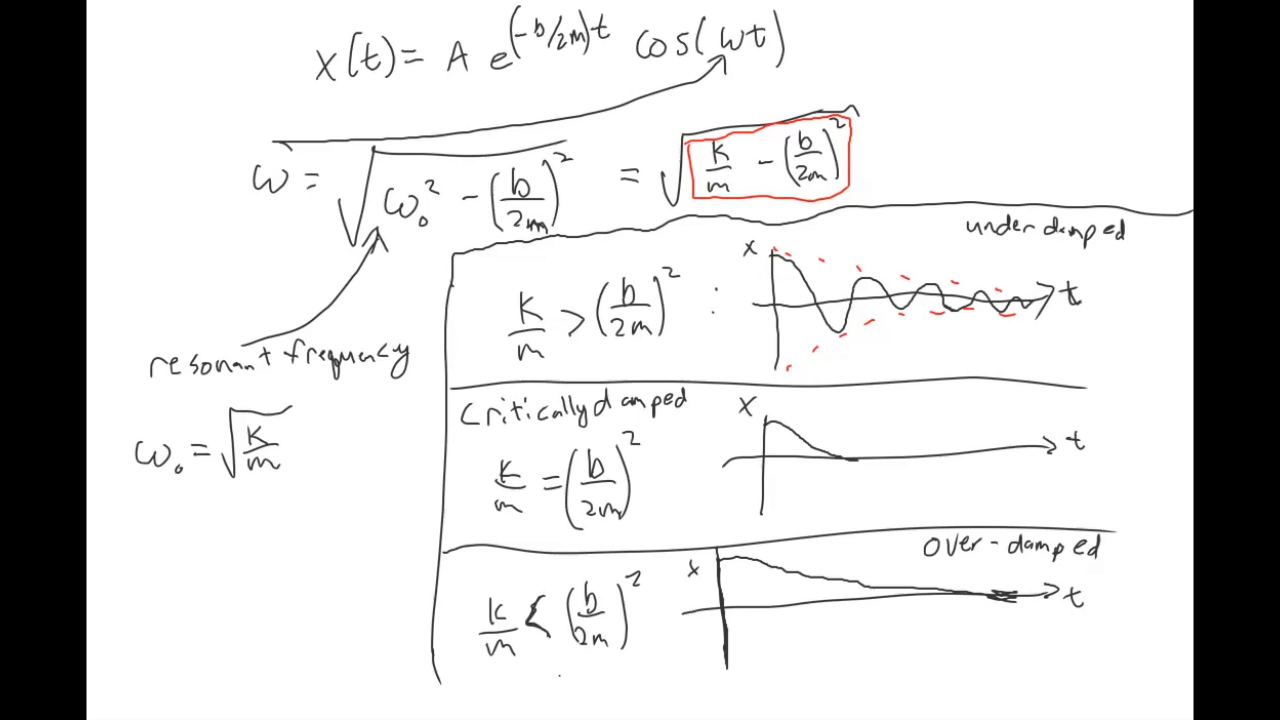 x(t) = A e^(-b/2m)t cos(ωt)
ω = √(ω₀² - (b/2m)²) = √(k/m - (b/2m)²)
under damped
k/m > (b/2m)² :
x
t
resonant frequency
ω₀ = √(k/m)
Critically damped
k/m = (b/2m)²
x
t
over-damped
k/m < (b/2m)²
x
t